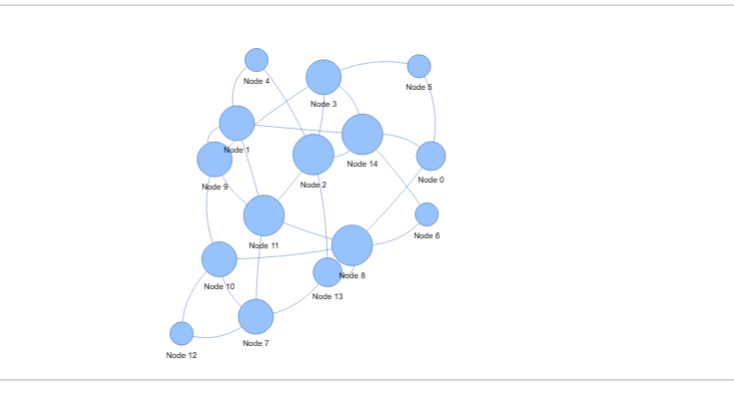 Node 4
Node 5
Node 3
Node 1
Node 14
Node 0
Node 2
Node 9
Node 6
Node 11
Node 8
Node 10
Node 13
Node 7
Node 12